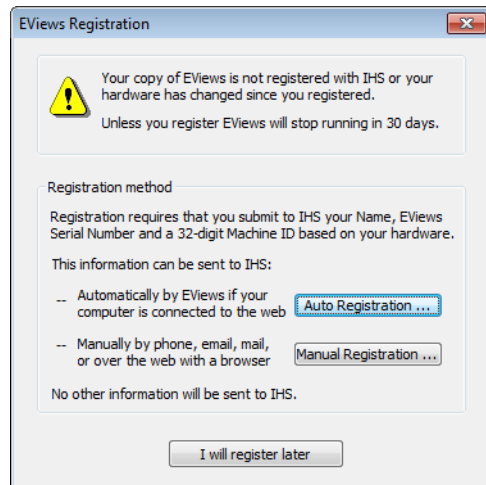 EViews Registration
Your copy of EViews is not registered with IHS or your
hardware has changed since you registered.
Unless you register EViews will stop running in 30 days.
Registration method
Registration requires that you submit to IHS your Name, EViews
Serial Number and a 32-digit Machine ID based on your hardware.
This information can be sent to IHS:
-- Automatically by EViews if your
computer is connected to the web
Auto Registration ...
-- Manually by phone, email, mail,
or over the web with a browser
Manual Registration ...
No other information will be sent to IHS.
I will register later